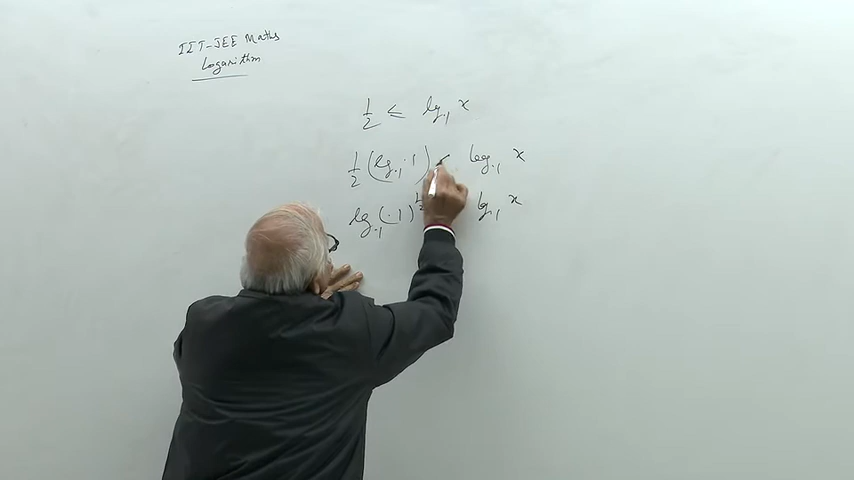 IIT-JEE Maths
Logarithm
1/2 ≤ log.1 x
1/2 (log.1 .1) ≤ log.1 x
log.1 (.1)^1/2 log.1 x